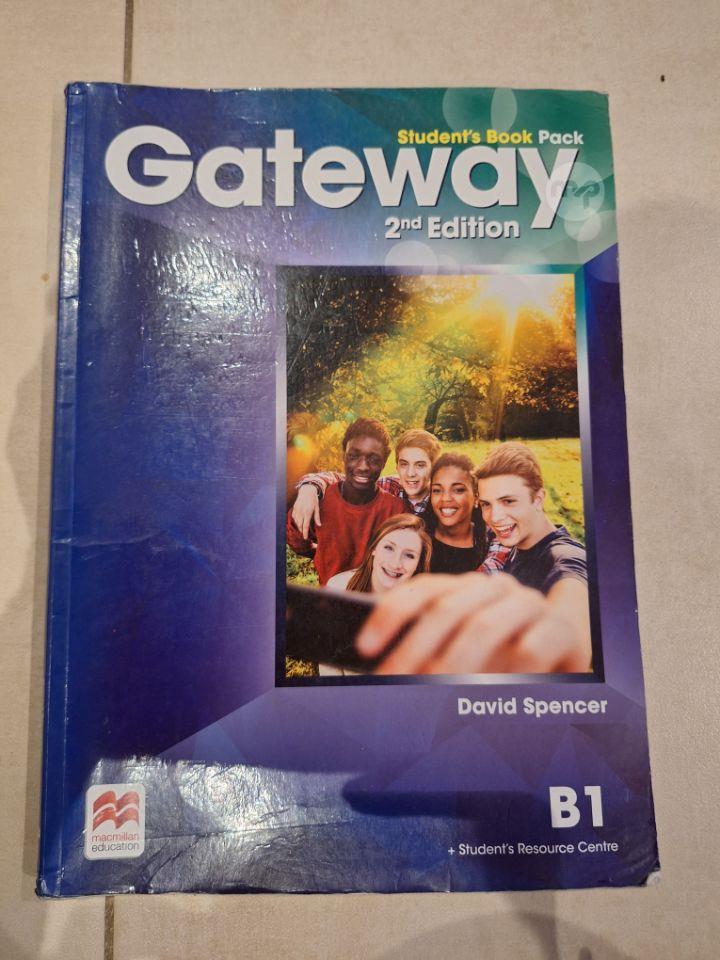 Student's Book Pack
Gateway
2nd Edition
David Spencer
B1
macmillan
education
+ Student's Resource Centre